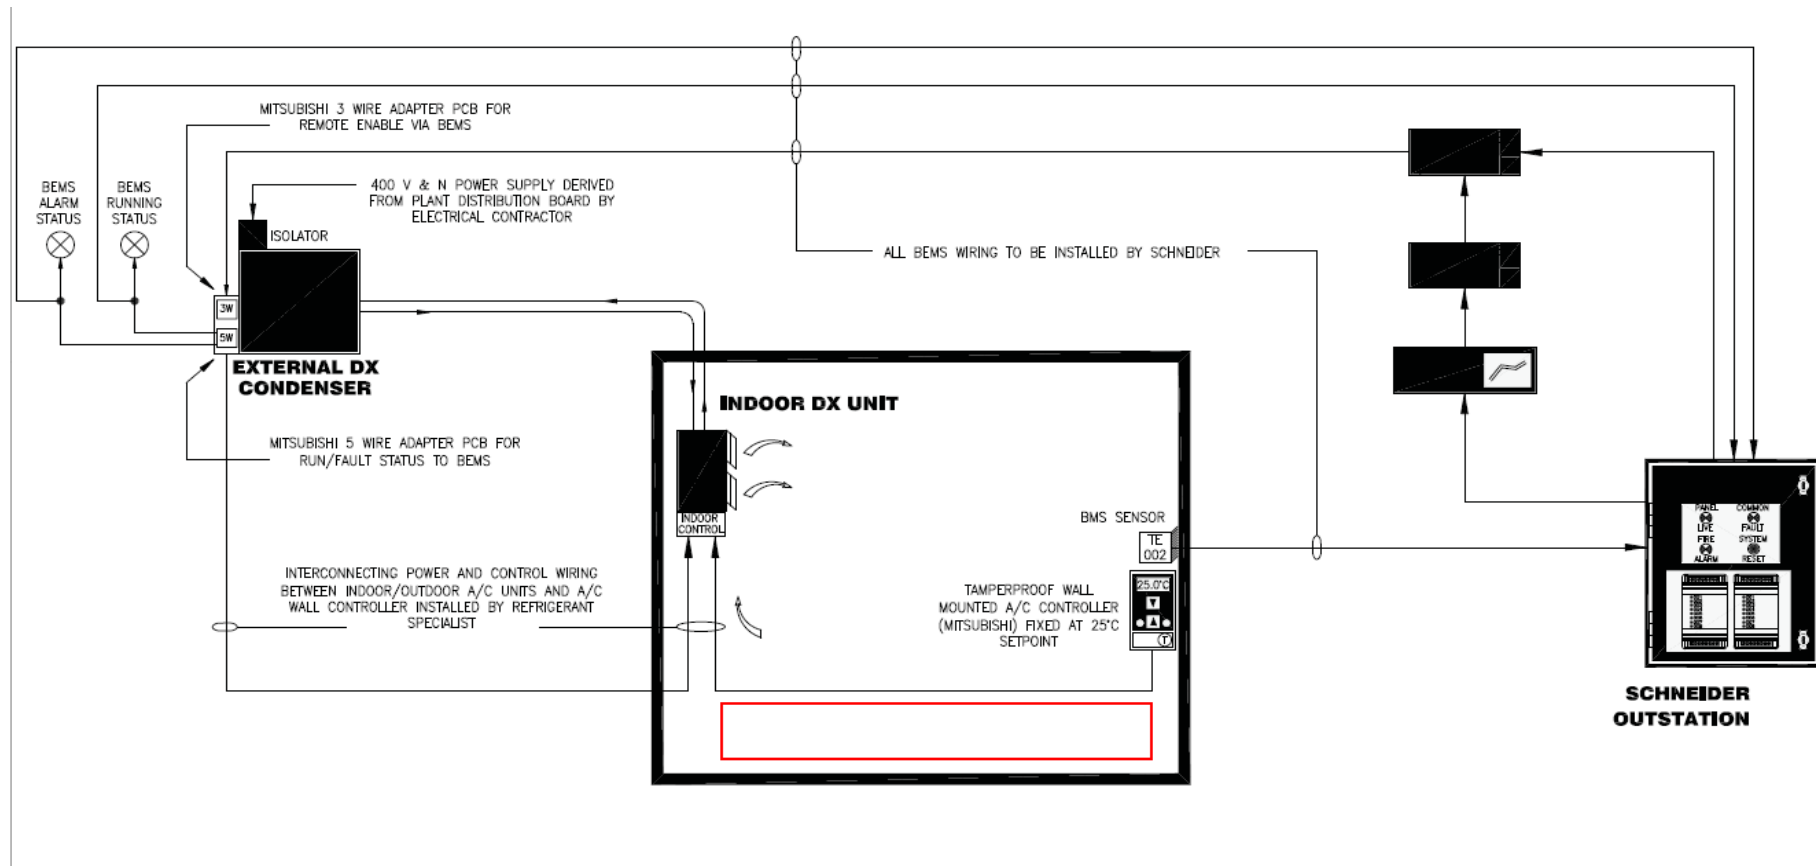 MITSUBISHI 3 WIRE ADAPTER PCB FOR
REMOTE ENABLE VIA BEMS
BEMS
ALARM
STATUS
BEMS
RUNNING
STATUS
400 V & N POWER SUPPLY DERIVED
FROM PLANT DISTRIBUTION BOARD BY
ELECTRICAL CONTRACTOR
ISOLATOR
ALL BEMS WIRING TO BE INSTALLED BY SCHNEIDER
3W
5W
EXTERNAL DX
CONDENSER
INDOOR DX UNIT
MITSUBISHI 5 WIRE ADAPTER PCB FOR
RUN/FAULT STATUS TO BEMS
INDOOR
CONTROL
BMS SENSOR
TE
002
INTERCONNECTING POWER AND CONTROL WIRING
BETWEEN INDOOR/OUTDOOR A/C UNITS AND A/C
WALL CONTROLLER INSTALLED BY REFRIGERANT
SPECIALIST
TAMPERPROOF WALL
MOUNTED A/C CONTROLLER
(MITSUBISHI) FIXED AT 25°C
SETPOINT
25.0°C
T
PANEL
LIVE
COMMON
FAULT
FIRE
ALARM
SYSTEM
RESET
SCHNEIDER
OUTSTATION